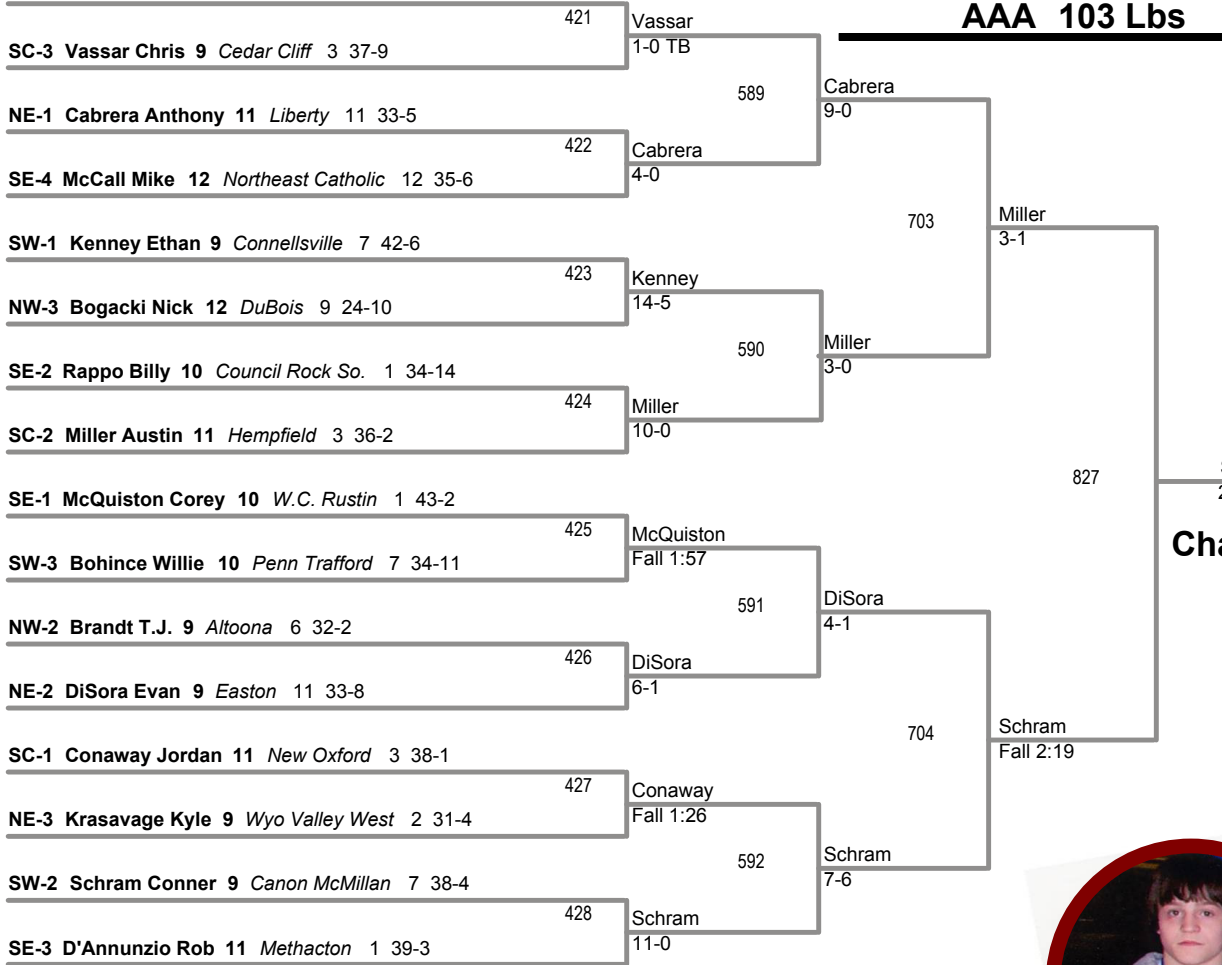 AAA 103 Lbs
421
Vassar
1-0 TB
SC-3 Vassar Chris 9 Cedar Cliff 3 37-9
589
Cabrera
9-0
NE-1 Cabrera Anthony 11 Liberty 11 33-5
422
Cabrera
4-0
SE-4 McCall Mike 12 Northeast Catholic 12 35-6
703
Miller
3-1
SW-1 Kenney Ethan 9 Connellsville 7 42-6
423
Kenney
14-5
NW-3 Bogacki Nick 12 DuBois 9 24-10
590
Miller
3-0
SE-2 Rappo Billy 10 Council Rock So. 1 34-14
424
Miller
10-0
SC-2 Miller Austin 11 Hempfield 3 36-2
827
SE-1 McQuiston Corey 10 W.C. Rustin 1 43-2
425
McQuiston
Fall 1:57
SW-3 Bohince Willie 10 Penn Trafford 7 34-11
591
DiSora
4-1
NW-2 Brandt T.J. 9 Altoona 6 32-2
426
DiSora
6-1
NE-2 DiSora Evan 9 Easton 11 33-8
704
Schram
Fall 2:19
SC-1 Conaway Jordan 11 New Oxford 3 38-1
427
Conaway
Fall 1:26
NE-3 Krasavage Kyle 9 Wyo Valley West 2 31-4
592
Schram
7-6
SW-2 Schram Conner 9 Canon McMillan 7 38-4
428
Schram
11-0
SE-3 D'Annunzio Rob 11 Methacton 1 39-3
Cha